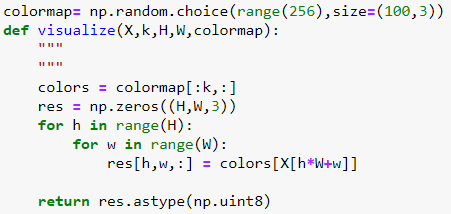 colormap= np.random.choice(range(256),size=(100,3))
def visualize(X,k,H,W,colormap):
    """
    """
    colors = colormap[:k,:]
    res = np.zeros((H,W,3))
    for h in range(H):
        for w in range(W):
            res[h,w,:] = colors[X[h*W+w]]

    return res.astype(np.uint8)